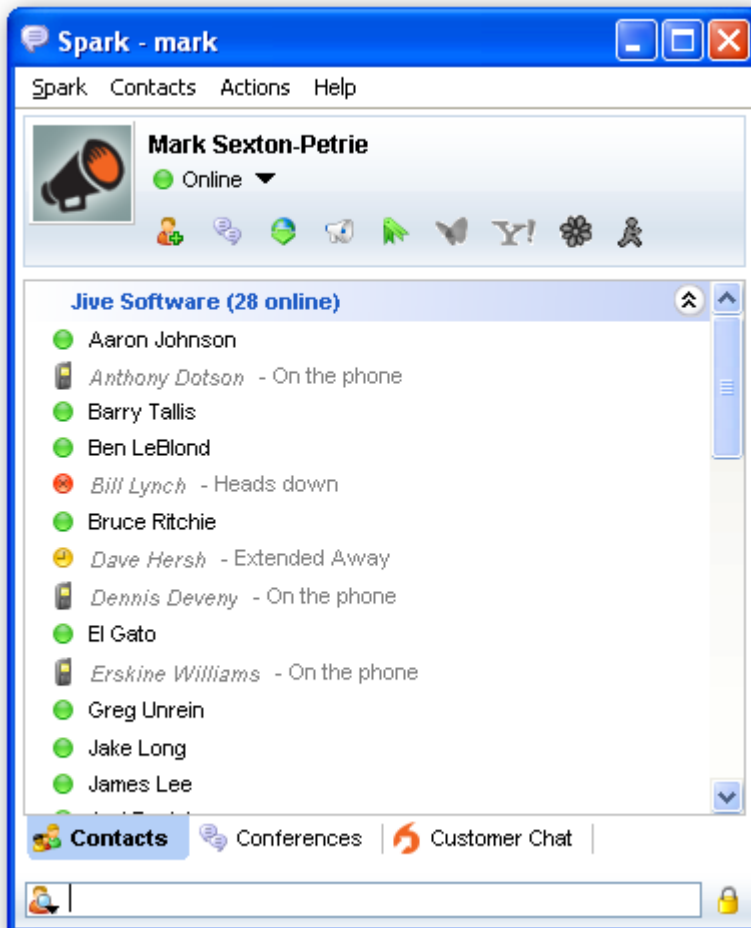 Spark - mark
Spark Contacts Actions Help
Mark Sexton-Petrie
Online
Y!
Jive Software (28 online)
Aaron Johnson
Anthony Dotson - On the phone
Barry Tallis
Ben LeBlond
Bill Lynch - Heads down
Bruce Ritchie
Dave Hersh - Extended Away
Dennis Deveny - On the phone
El Gato
Erskine Williams - On the phone
Greg Unrein
Jake Long
James Lee
Contacts Conferences Customer Chat